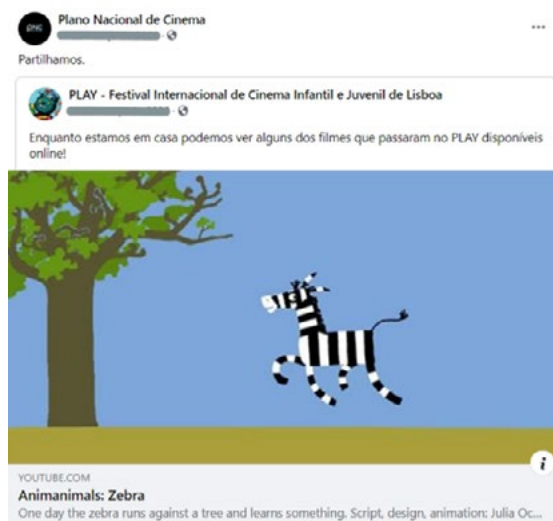 Plano Nacional de Cinema
Partilhamos.
PLAY - Festival Internacional de Cinema Infantil e Juvenil de Lisboa
Enquanto estamos em casa podemos ver alguns dos filmes que passaram no PLAY disponíveis
online!
YOUTUBE.COM
Animanimals: Zebra
One day the zebra runs against a tree and learns something. Script, design, animation: Julia Oc...